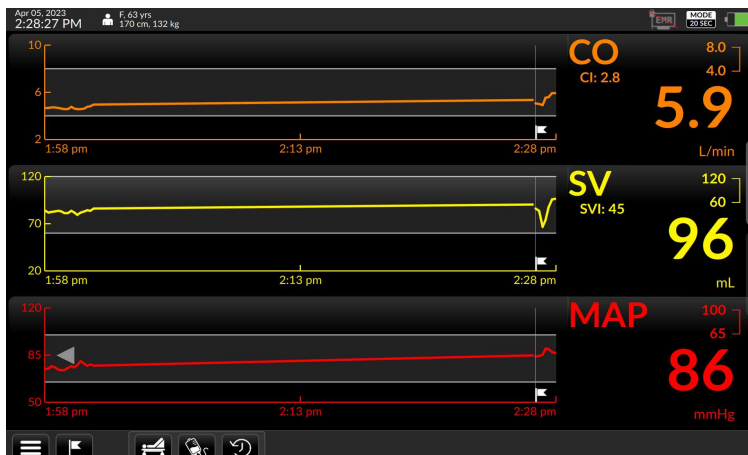 Apr 05, 2023
2:28:27 PM
F, 63 yrs
170 cm, 132 kg
EMR
MODE
20 SEC
10
6
2
1:58 pm
2:13 pm
2:28 pm
CO
CI: 2.8
8.0
4.0
5.9
L/min
120
70
20
1:58 pm
2:13 pm
2:28 pm
SV
SVI: 45
120
60
96
mL
120
85
50
1:58 pm
2:13 pm
2:28 pm
MAP
100
65
86
mmHg